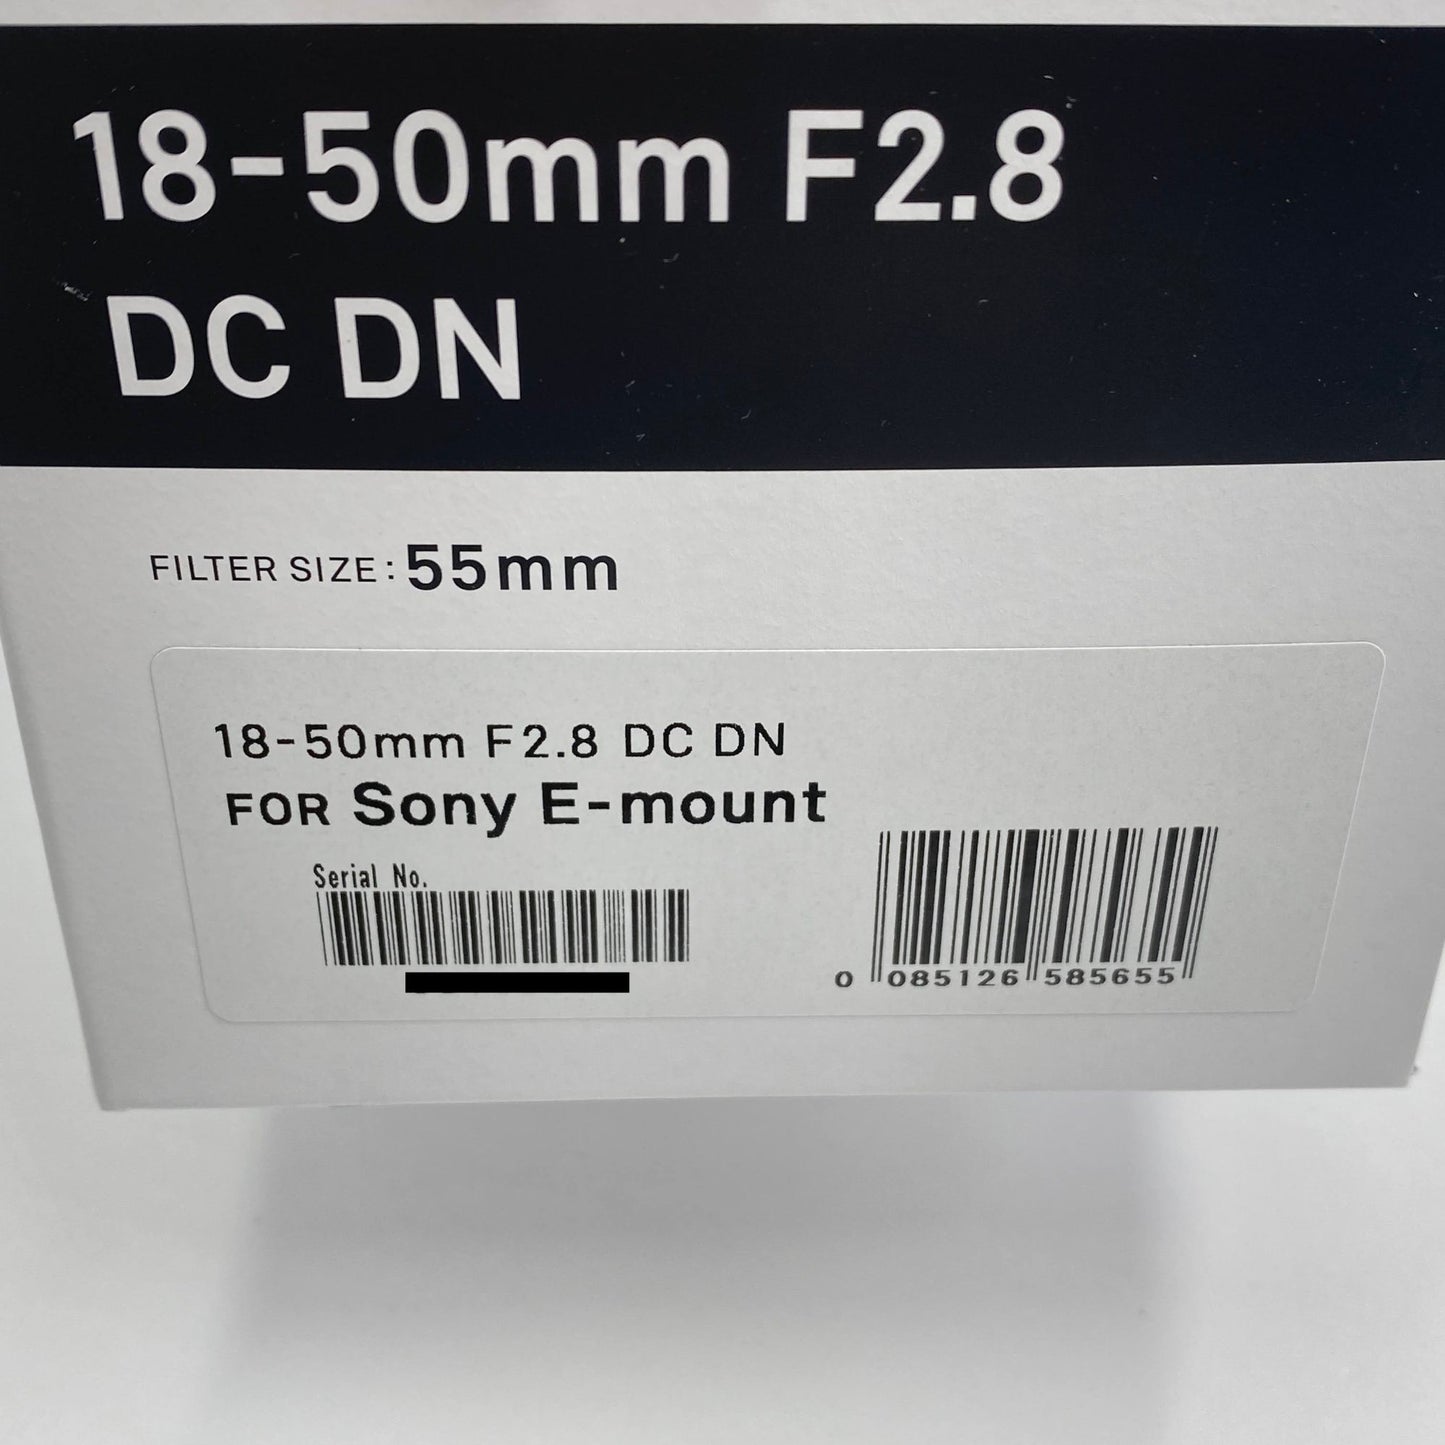 18-50mm F2.8
DC DN
FILTER SIZE: 55mm
18-50mm F2.8 DC DN
FOR Sony E-mount
Serial No.
0 085126 585655